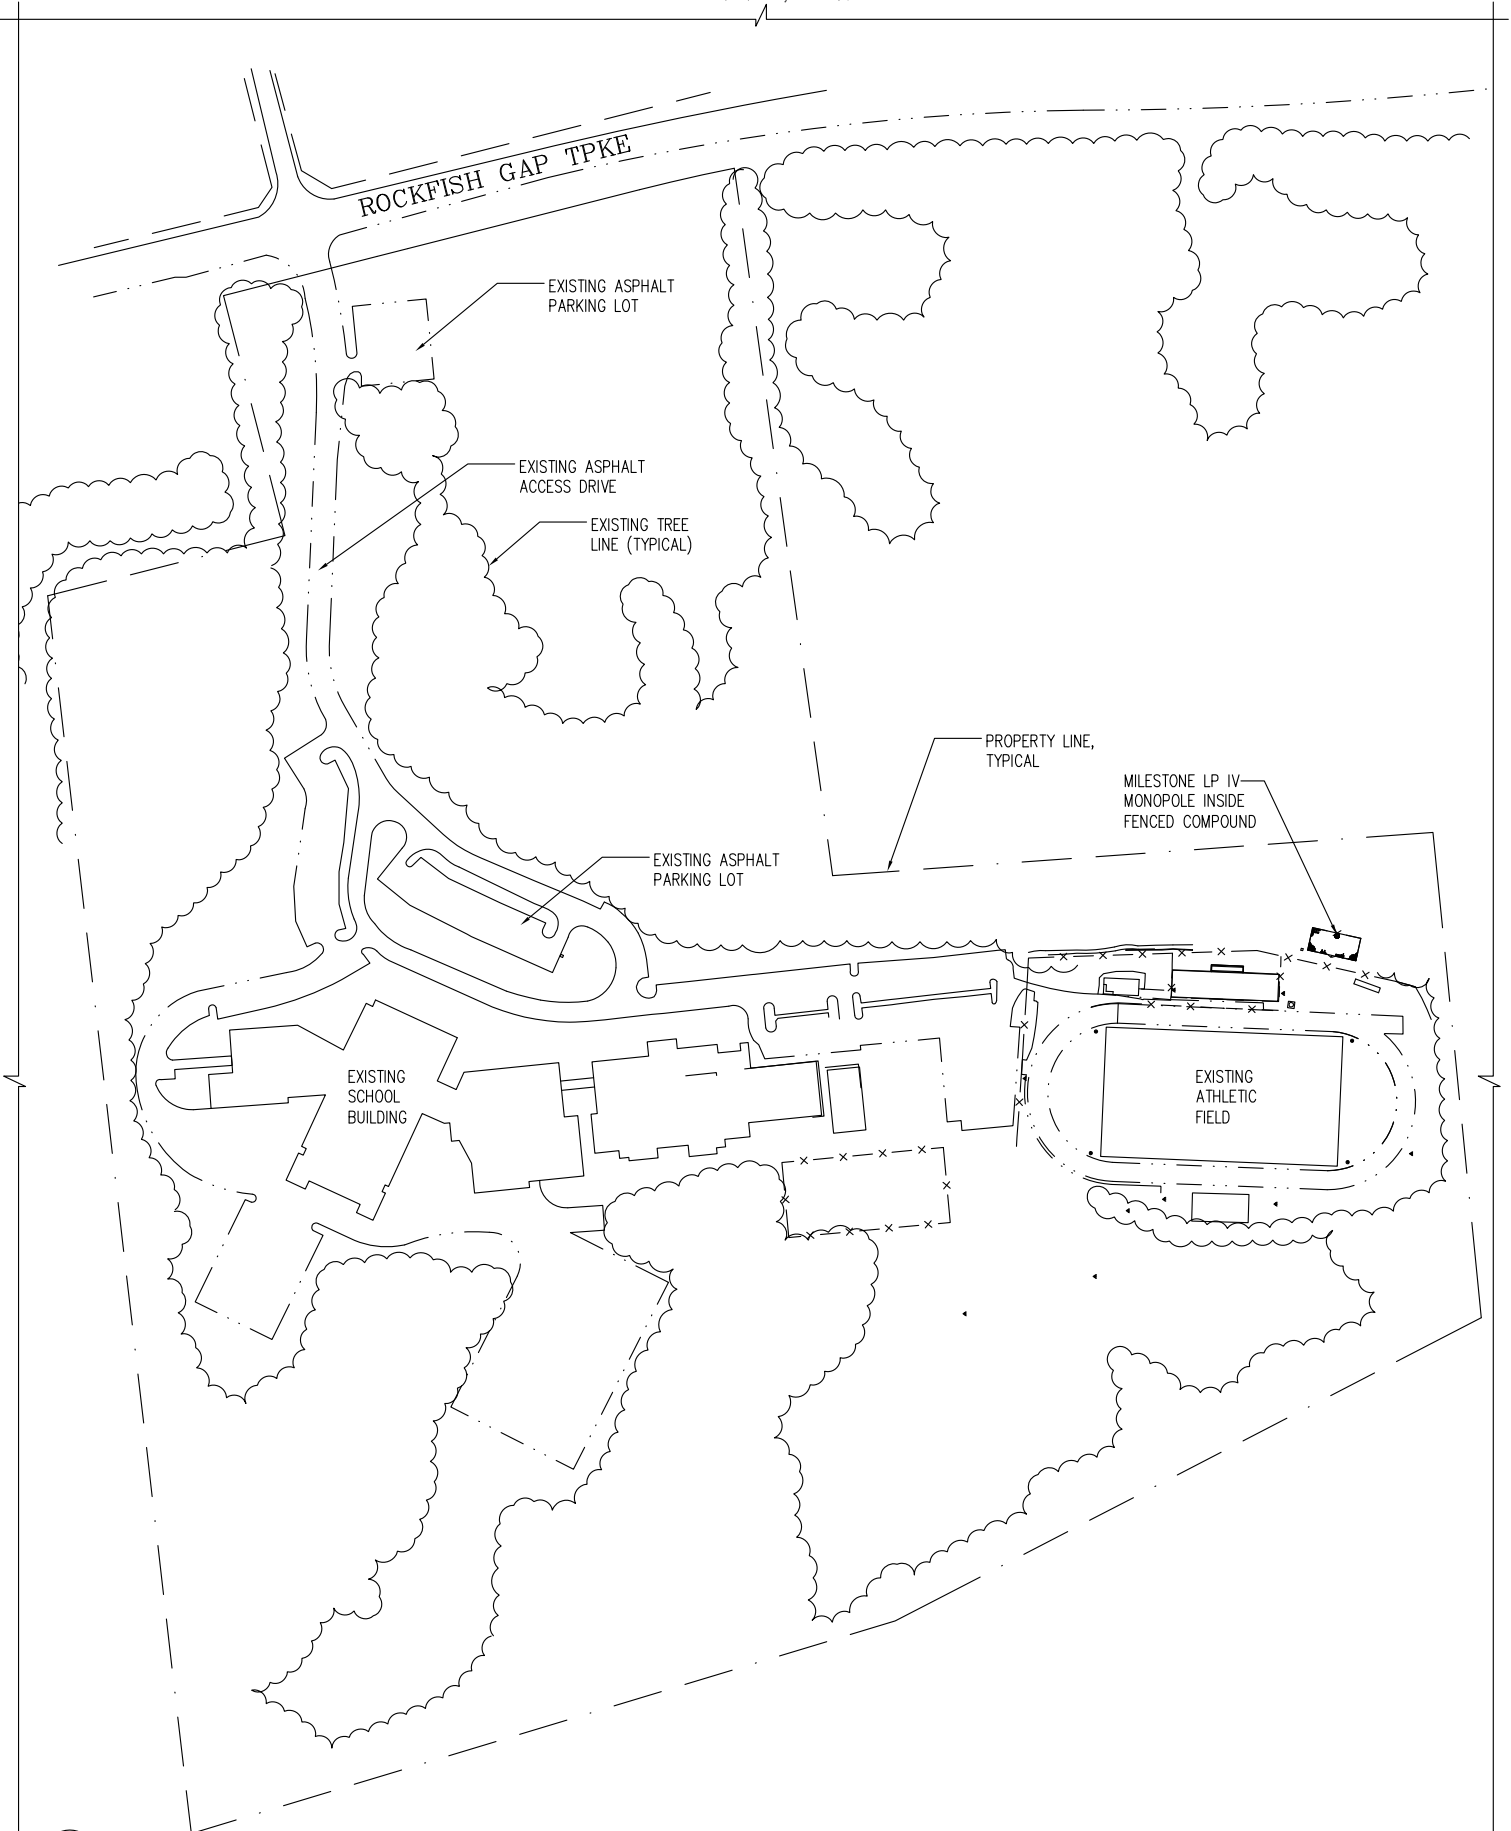 ROCKFISH GAP TPKE
EXISTING ASPHALT
PARKING LOT
EXISTING ASPHALT
ACCESS DRIVE
EXISTING TREE
LINE (TYPICAL)
PROPERTY LINE,
TYPICAL
MILESTONE LP IV
MONOPOLE INSIDE
FENCED COMPOUND
EXISTING ASPHALT
PARKING LOT
EXISTING
SCHOOL
BUILDING
EXISTING
ATHLETIC
FIELD